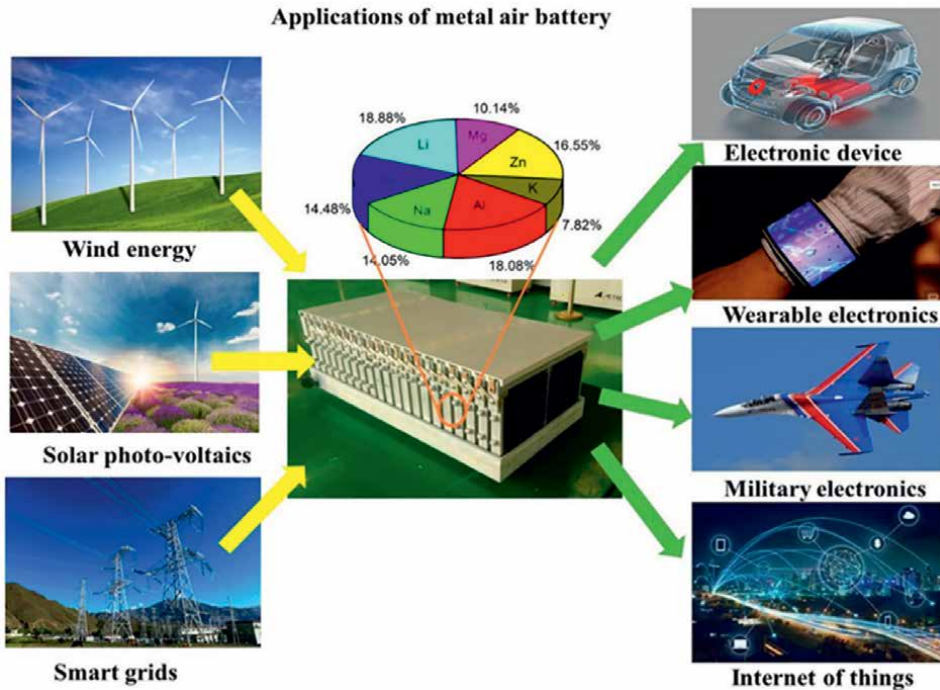 Applications of metal air battery
18.88%
10.14%
Li
Mg
16.55%
Zn
K
14.48%
Na
Al
7.82%
14.05%
18.08%
Wind energy
Solar photo-voltaics
Smart grids
Electronic device
Wearable electronics
Military electronics
Internet of things